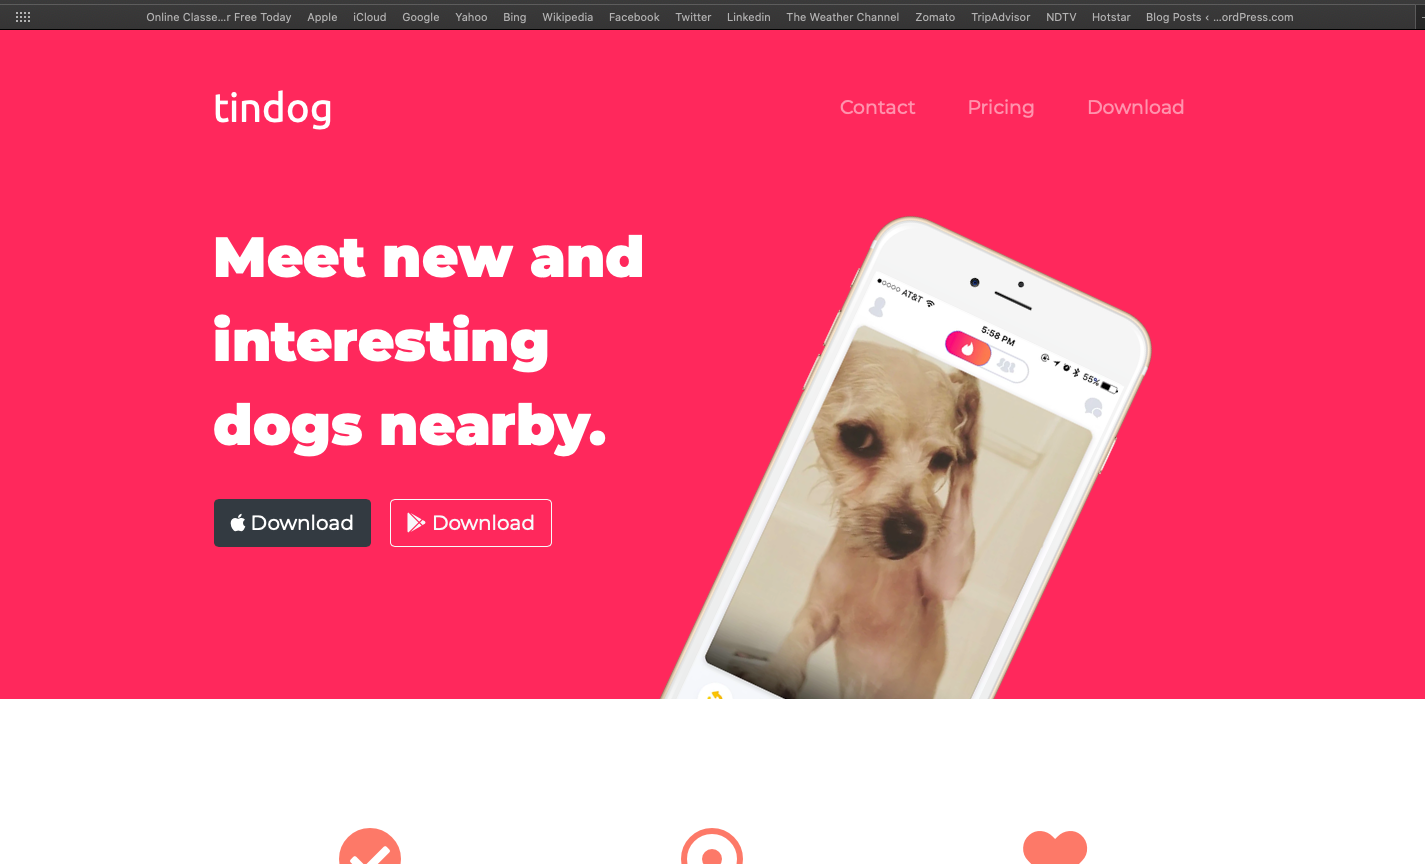 Online Classe...r Free Today Apple iCloud Google Yahoo Bing Wikipedia Facebook Twitter Linkedin The Weather Channel Zomato TripAdvisor NDTV Hotstar Blog Posts ‹ ...ordPress.com
tindog Contact Pricing Download
Meet new and
interesting
dogs nearby.
Download Download
AT&T 5:58 PM 55%